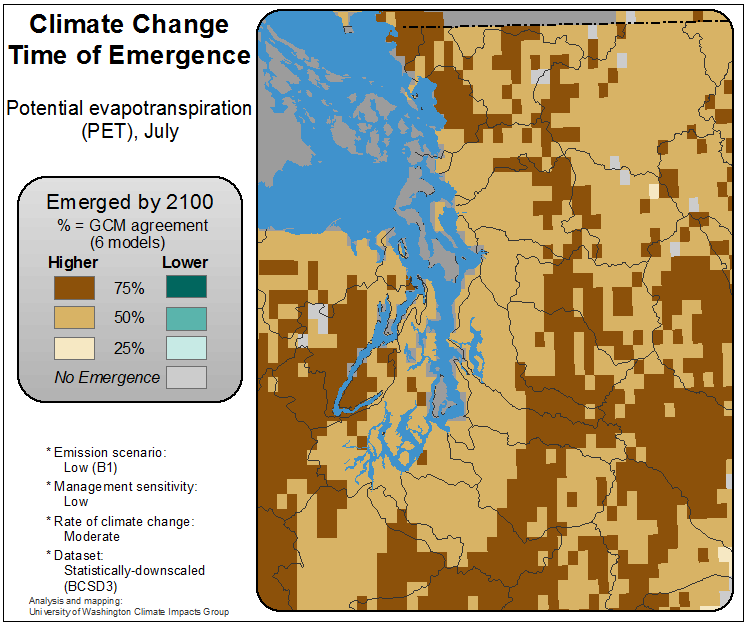 Climate Change
Time of Emergence
Potential evapotranspiration
(PET), July
Emerged by 2100
% = GCM agreement
(6 models)
Higher Lower
75%
50%
25%
No Emergence
* Emission scenario:
Low (B1)
* Management sensitivity:
Low
* Rate of climate change:
Moderate
* Dataset:
Statistically-downscaled
(BCSD3)
Analysis and mapping:
University of Washington Climate Impacts Group